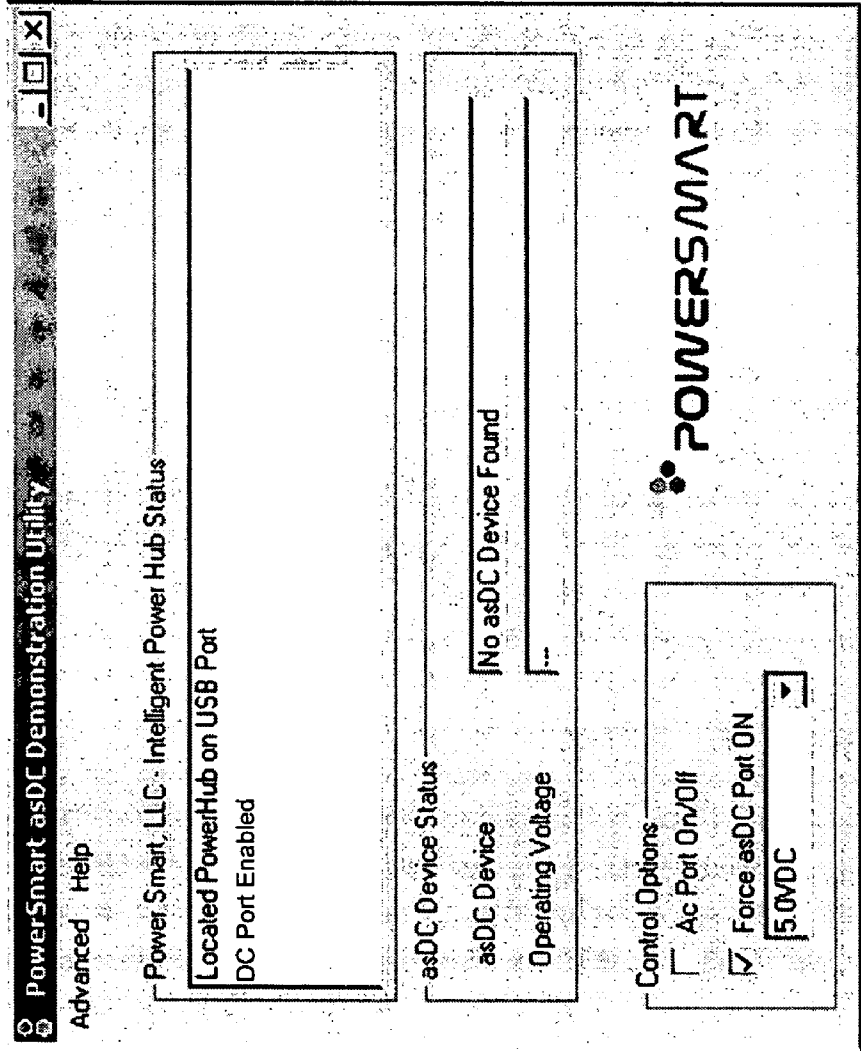 PowerSmart asDC Demonstration Utility
Advanced Help
Power Smart, LLC - Intelligent Power Hub Status
Located PowerHub on USB Port
DC Port Enabled
asDC Device Status
asDC Device
No asDC Device Found
Operating Voltage
...
Control Options
Ac Port On/Off
Force asDC Port ON
5.0VDC
POWERSMART